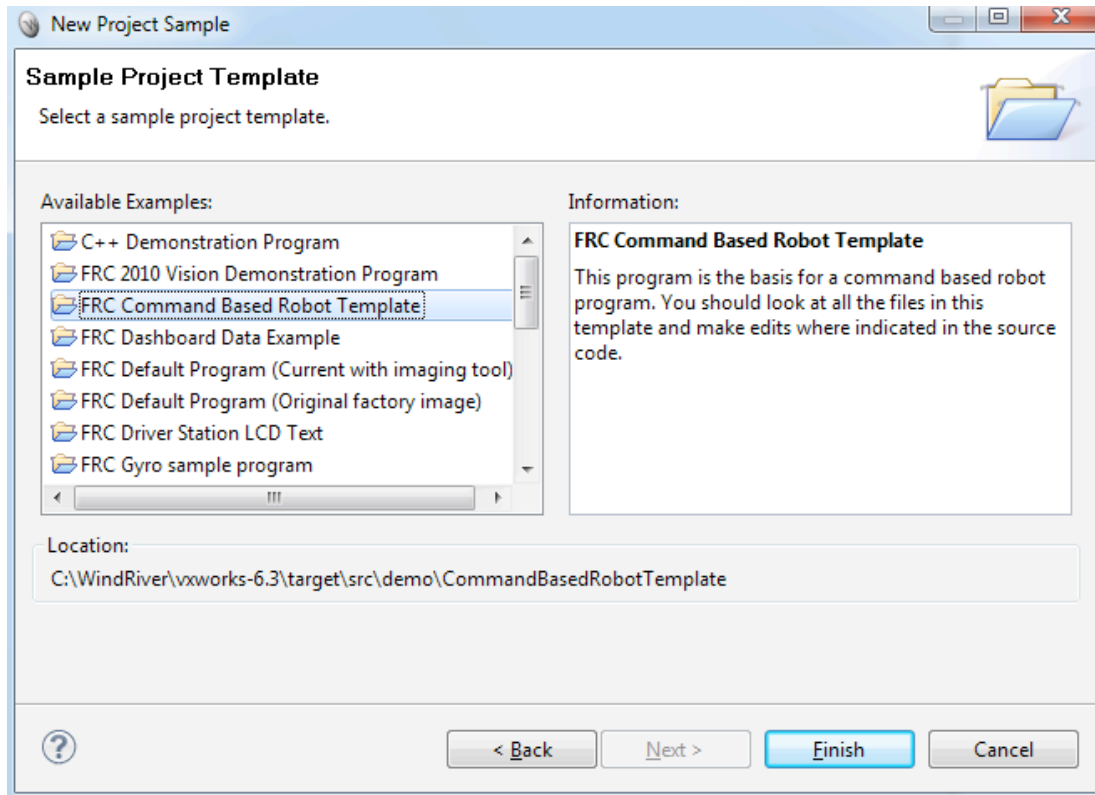 New Project Sample
Sample Project Template
Select a sample project template.
Available Examples:
C++ Demonstration Program
FRC 2010 Vision Demonstration Program
FRC Command Based Robot Template
FRC Dashboard Data Example
FRC Default Program (Current with imaging tool)
FRC Default Program (Original factory image)
FRC Driver Station LCD Text
FRC Gyro sample program
Information:
FRC Command Based Robot Template
This program is the basis for a command based robot
program. You should look at all the files in this
template and make edits where indicated in the source
code.
Location:
C:\WindRiver\vxworks-6.3\target\src\demo\CommandBasedRobotTemplate
?
< Back
Next >
Finish
Cancel